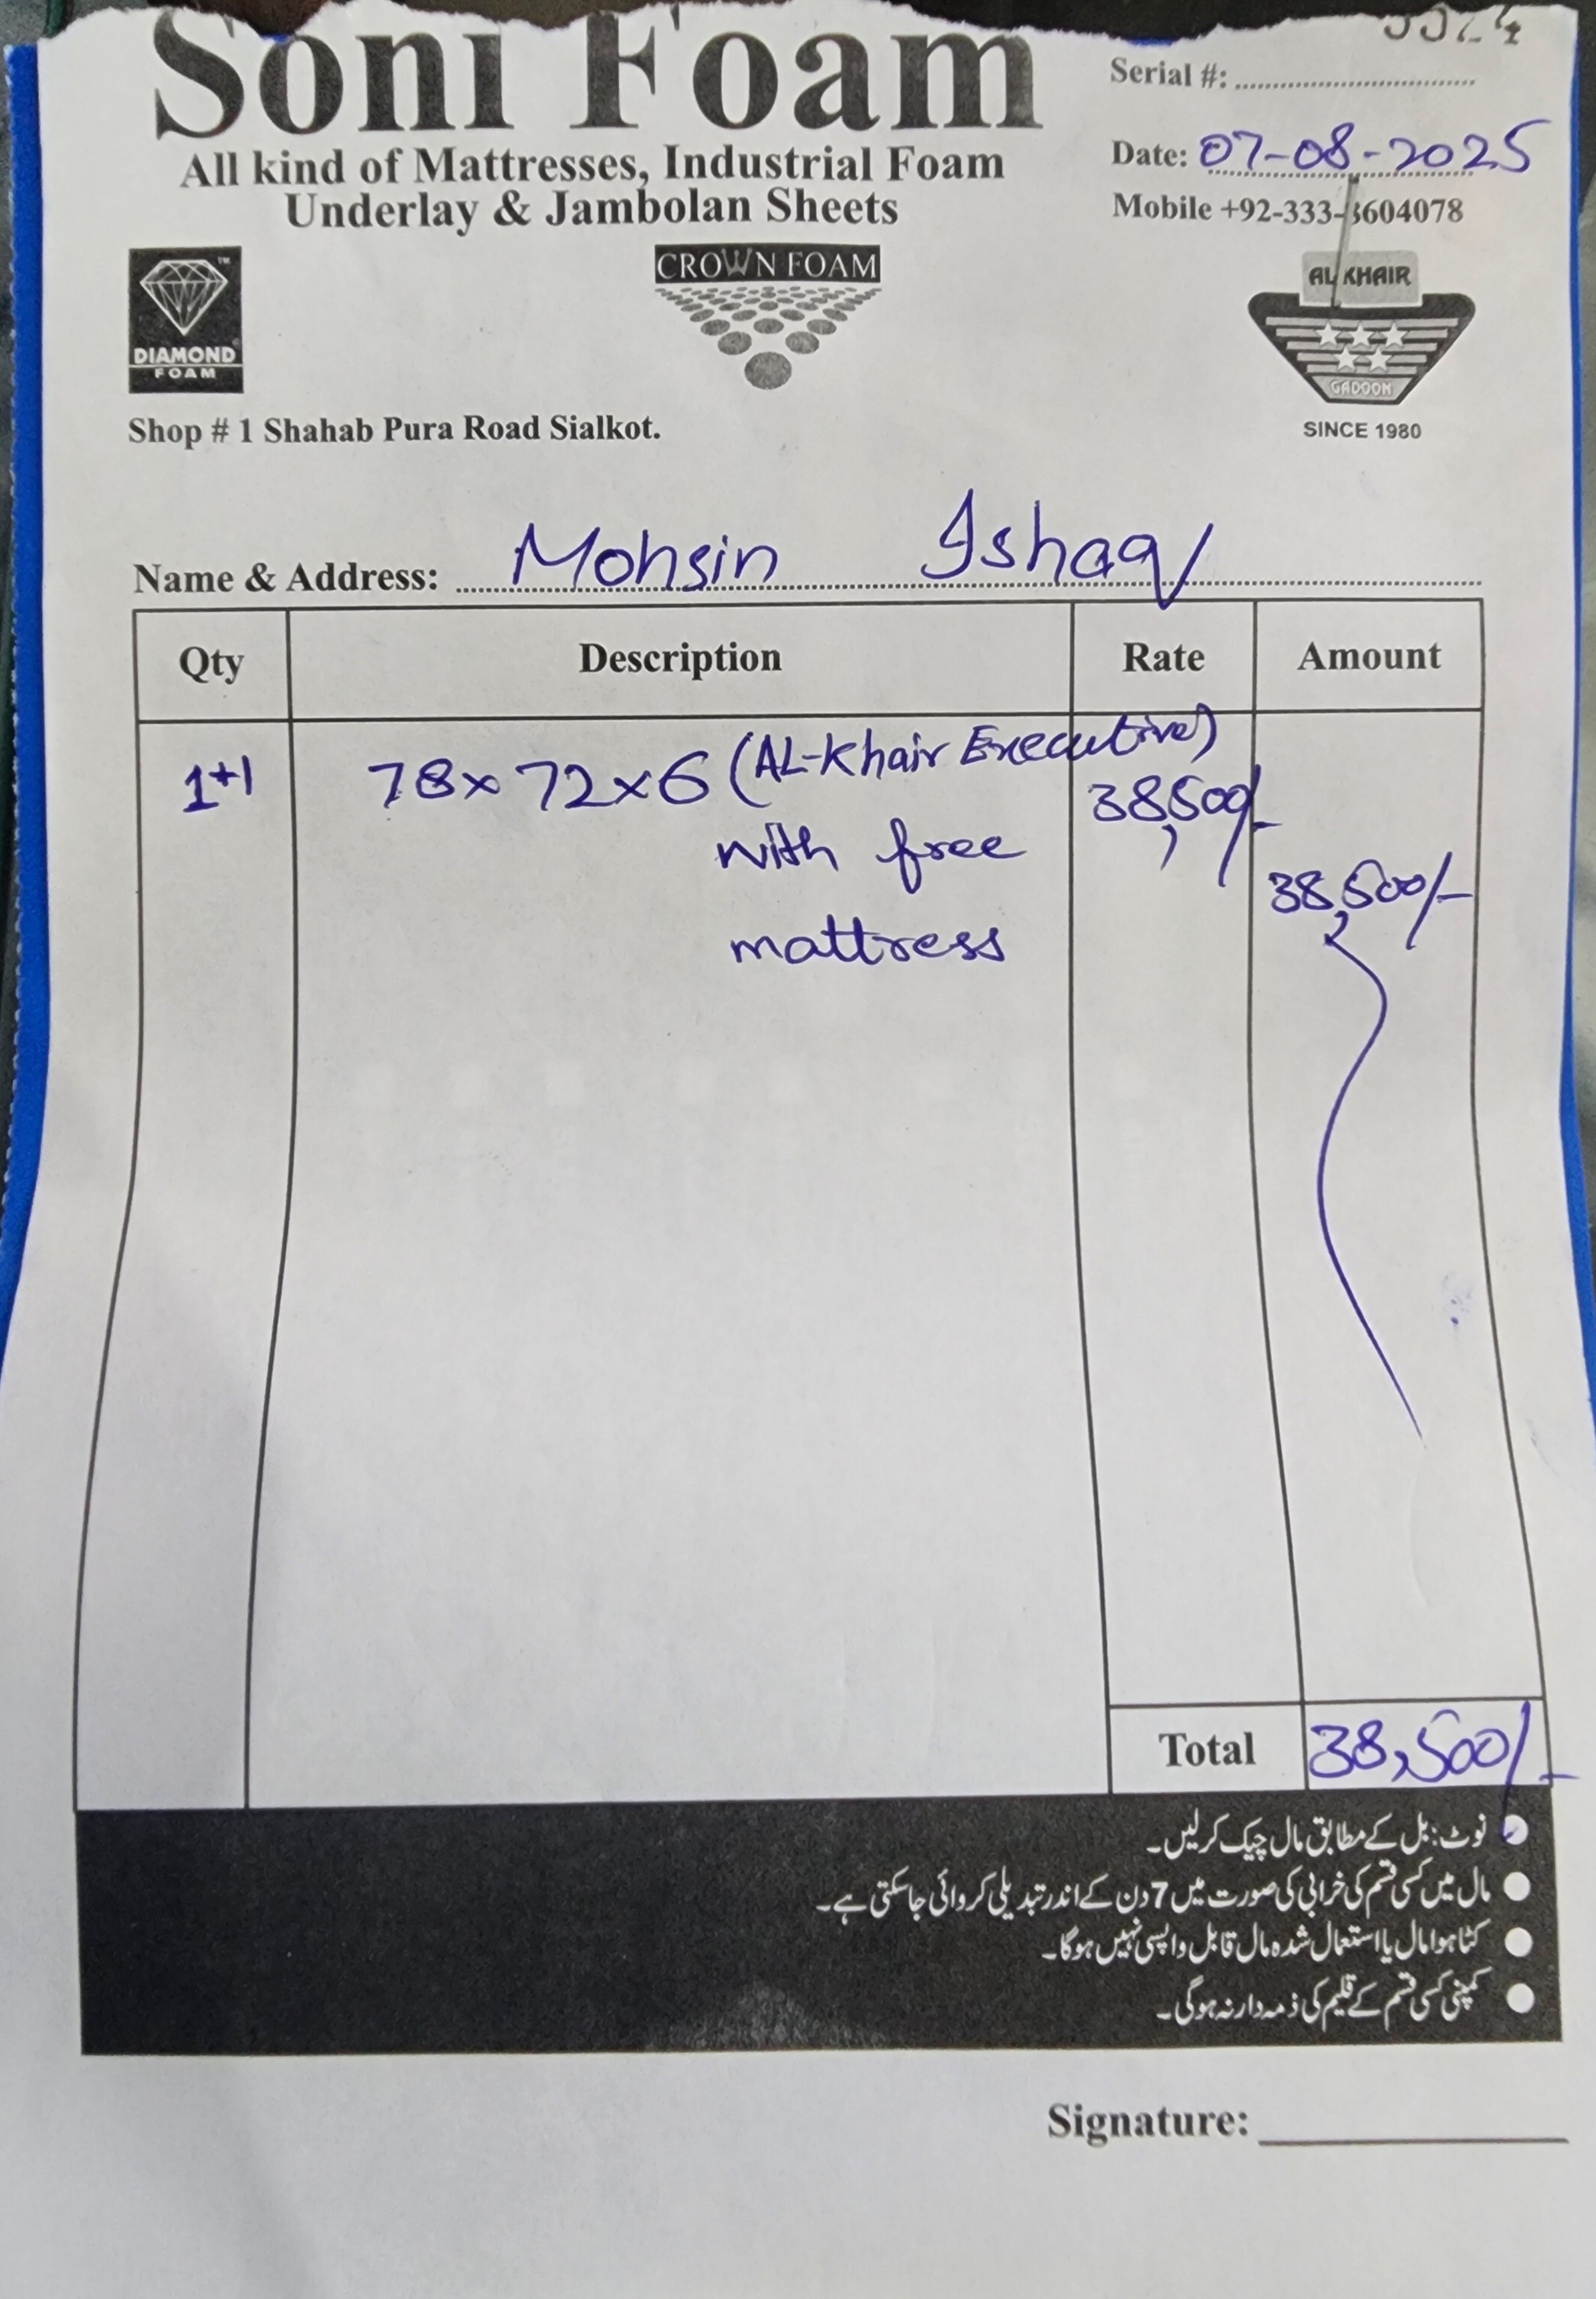 Soni Foam
Serial #:
All kind of Mattresses, Industrial Foam
Underlay & Jambolan Sheets
Date: 07-08-2025
Mobile +92-333-8604078
DIAMOND
FOAM
CROWN FOAM
AL KHAIR
GADOON
SINCE 1980
Shop # 1 Shahab Pura Road Sialkot.
Name & Address: Mohsin Ishaq
Qty Description Rate Amount
1+1 78x72x6 (AL-Khair Executive) 38,500/-
with free
38,500/-
mattress
Total 38,500/-
نوٹ: بل کے مطابق مال چیک کرلیں۔
مال میں کسی قسم کی خرابی کی صورت میں 7 دن کے اندر تبدیلی کروائی جاسکتی ہے۔
کٹا ہوا مال یا استعمال شدہ مال قابل واپسی نہیں ہوگا۔
کمپنی کسی قسم کے قلیم کی ذمہ دار نہ ہوگی۔
Signature: